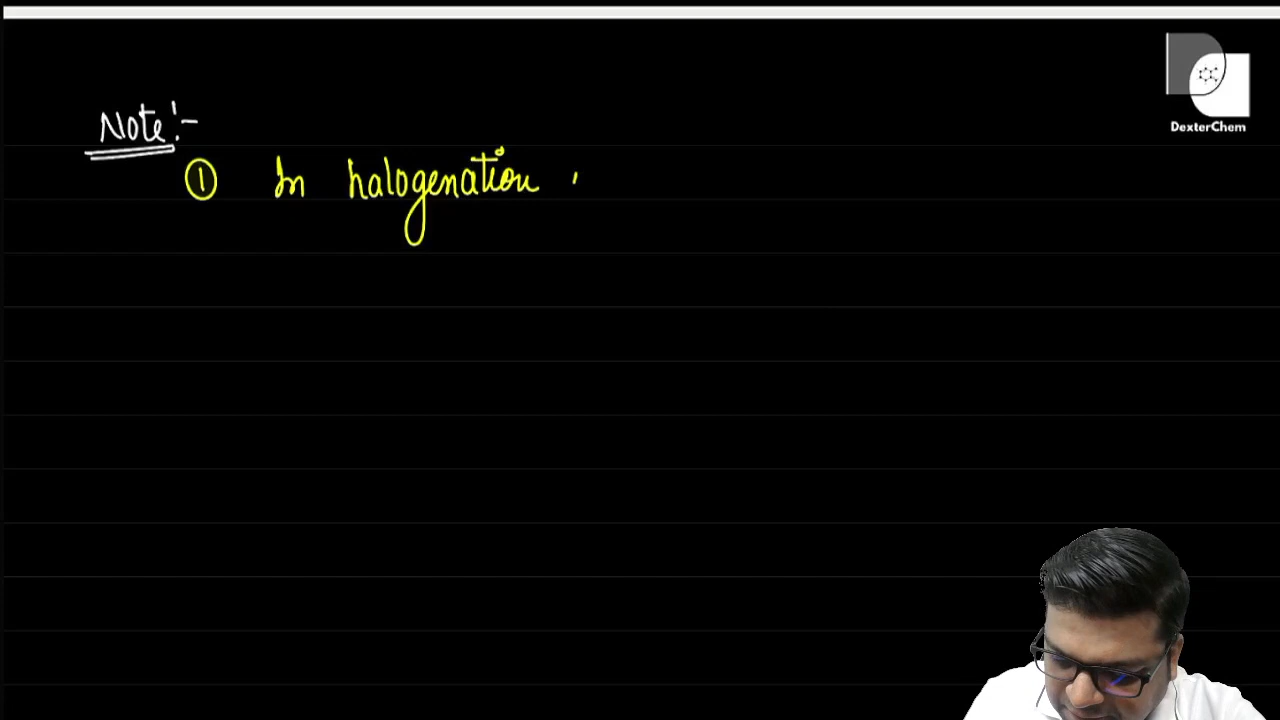 DexterChem
Note:-
① In halogenation